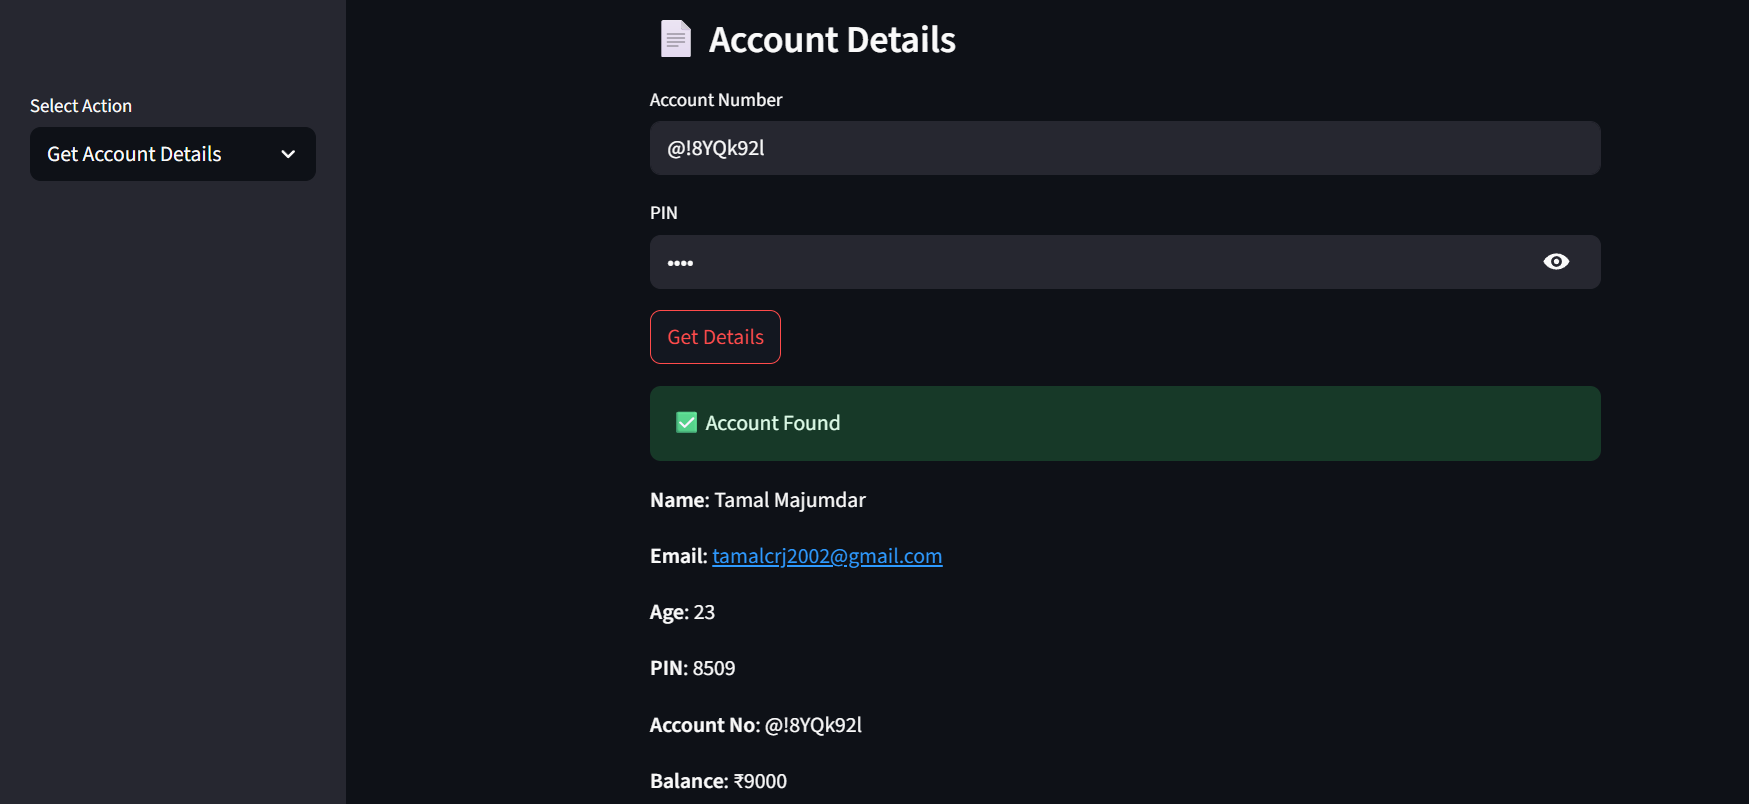 Select Action
Get Account Details
Account Details
Account Number
@!8YQk92l
PIN
••••
Get Details
Account Found
Name: Tamal Majumdar
Email: tamalcrj2002@gmail.com
Age: 23
PIN: 8509
Account No: @!8YQk92l
Balance: ₹9000